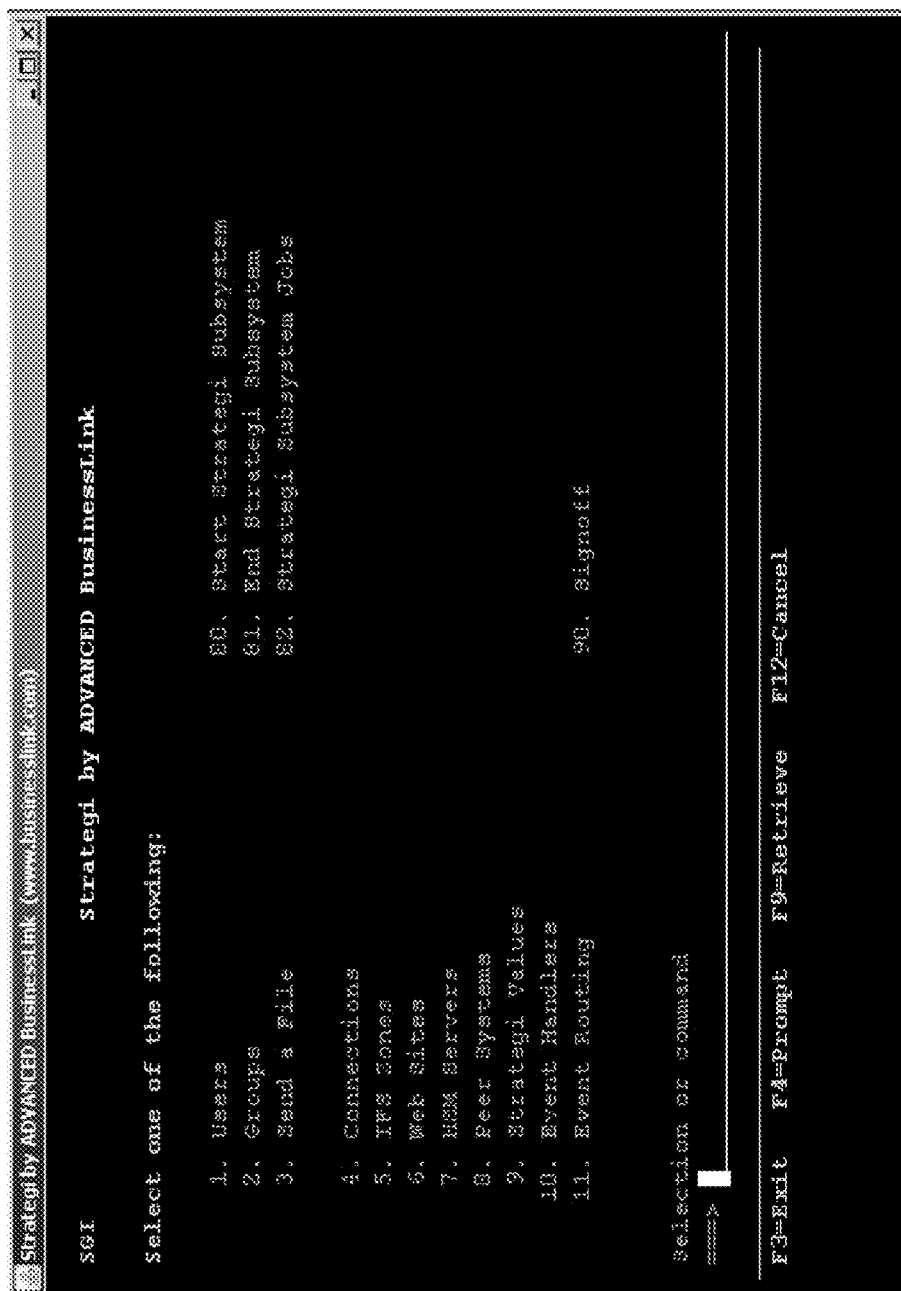 Strategi by ADVANCED BusinessLink (www.businesslink.com)
SGI Strategi by ADVANCED BusinessLink
Select one of the following:
1. Users 80. Start Strategi Subsystem
2. Groups 81. End Strategi Subsystem
3. Send a File 82. Strategi Subsystem Jobs
4. Connections
5. IFS Zones
6. Web Sites
7. HSM Servers
8. Peer Systems
9. Strategi Values
10. Event Handlers
11. Event Routing 90. Signoff
Selection or command
===>
F3=Exit F4=Prompt F9=Retrieve F12=Cancel